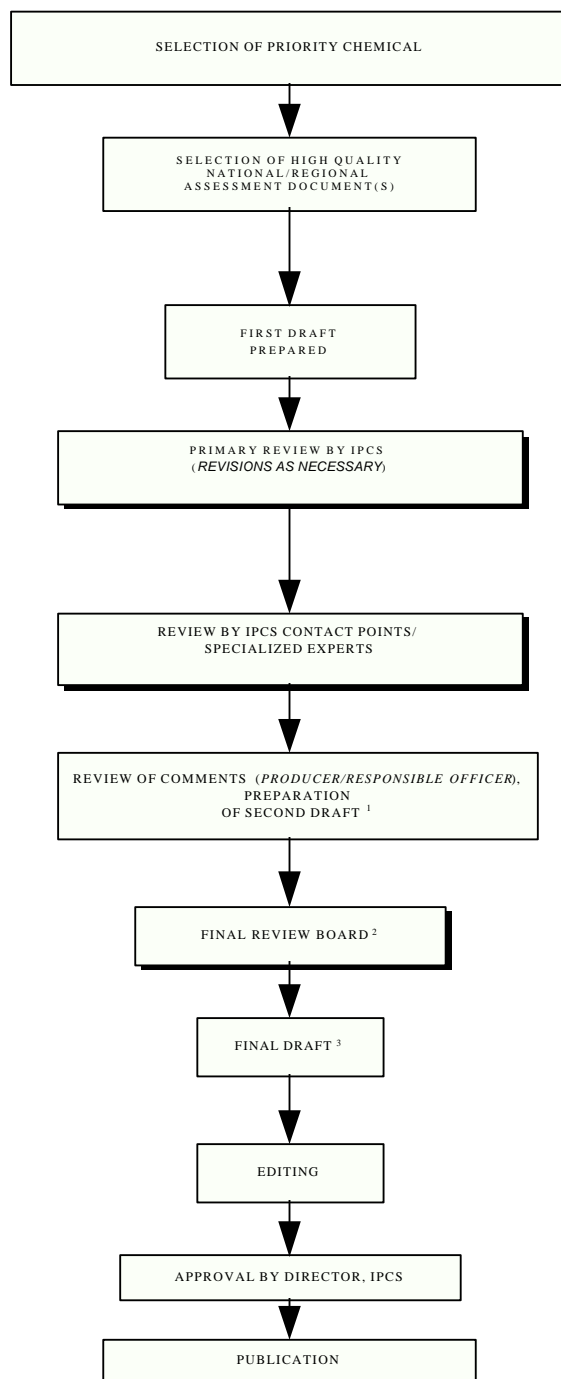 SELECTION OF PRIORITY CHEMICAL
SELECTION OF HIGH QUALITY
NATIONAL/REGIONAL
ASSESSMENT DOCUMENT(S)
FIRST DRAFT
PREPARED
PRIMARY REVIEW BY IPCS
(REVISIONS AS NECESSARY)
REVIEW BY IPCS CONTACT POINTS/
SPECIALIZED EXPERTS
REVIEW OF COMMENTS (PRODUCER/RESPONSIBLE OFFICER),
PREPARATION
OF SECOND DRAFT 1
FINAL REVIEW BOARD 2
FINAL DRAFT 3
EDITING
APPROVAL BY DIRECTOR, IPCS
PUBLICATION